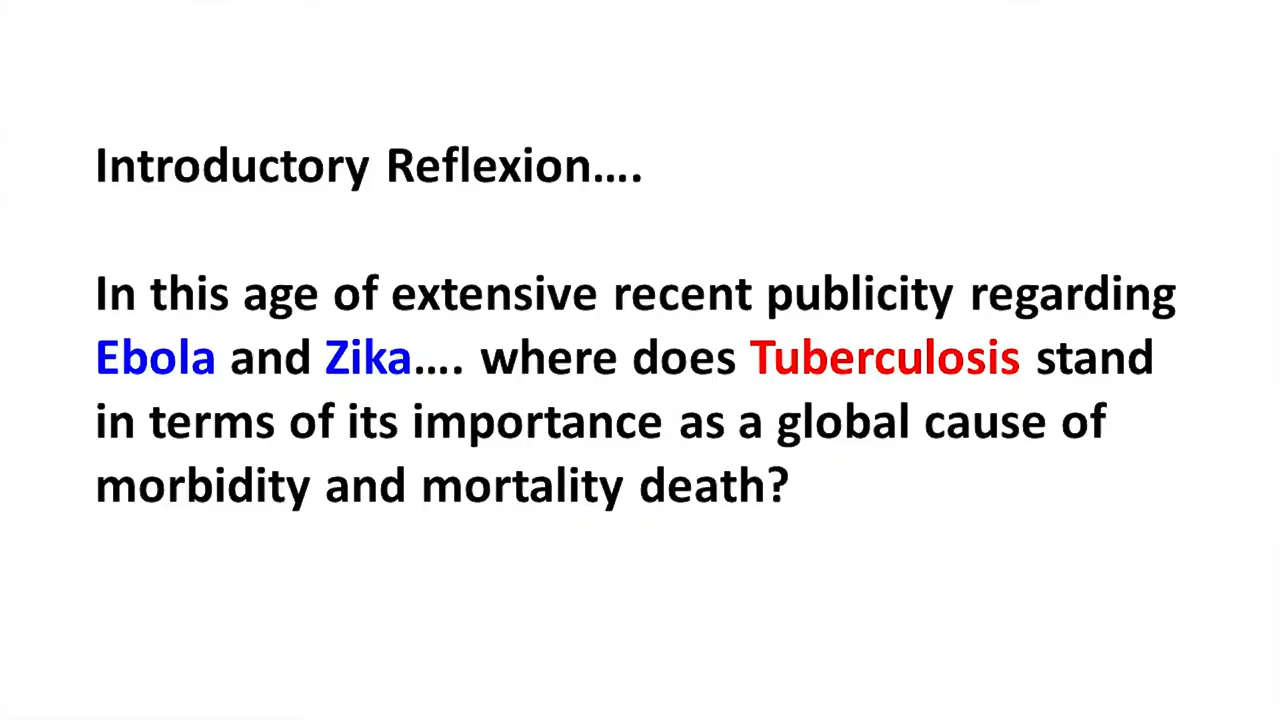 Introductory Reflexion....
In this age of extensive recent publicity regarding
Ebola and Zika.... where does Tuberculosis stand
in terms of its importance as a global cause of
morbidity and mortality death?